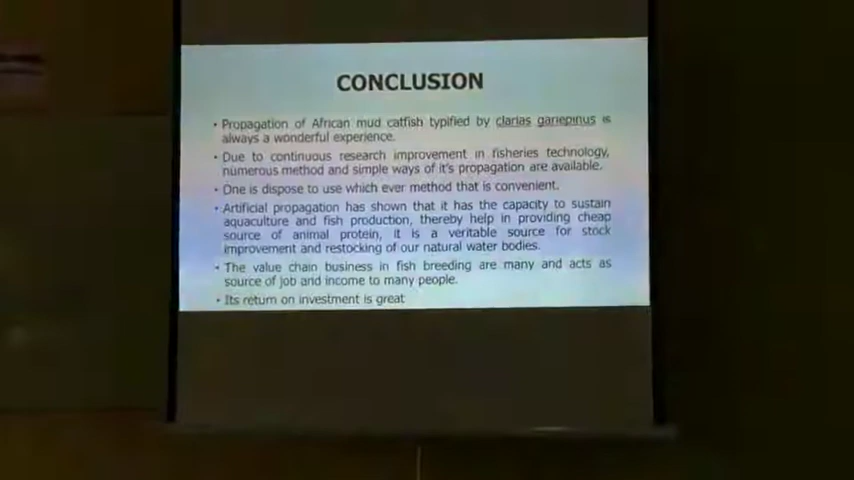 CONCLUSION
• Propagation of African mud catfish typified by clarias gariepinus is
always a wonderful experience.
• Due to continuous research improvement in fisheries technology,
numerous method and simple ways of it's propagation are available.
• One is dispose to use which ever method that is convenient.
• Artificial propagation has shown that it has the capacity to sustain
aquaculture and fish production, thereby help in providing cheap
source of animal protein, it is a veritable source for stock
improvement and restocking of our natural water bodies.
• The value chain business in fish breeding are many and acts as
source of job and income to many people.
• Its return on investment is great